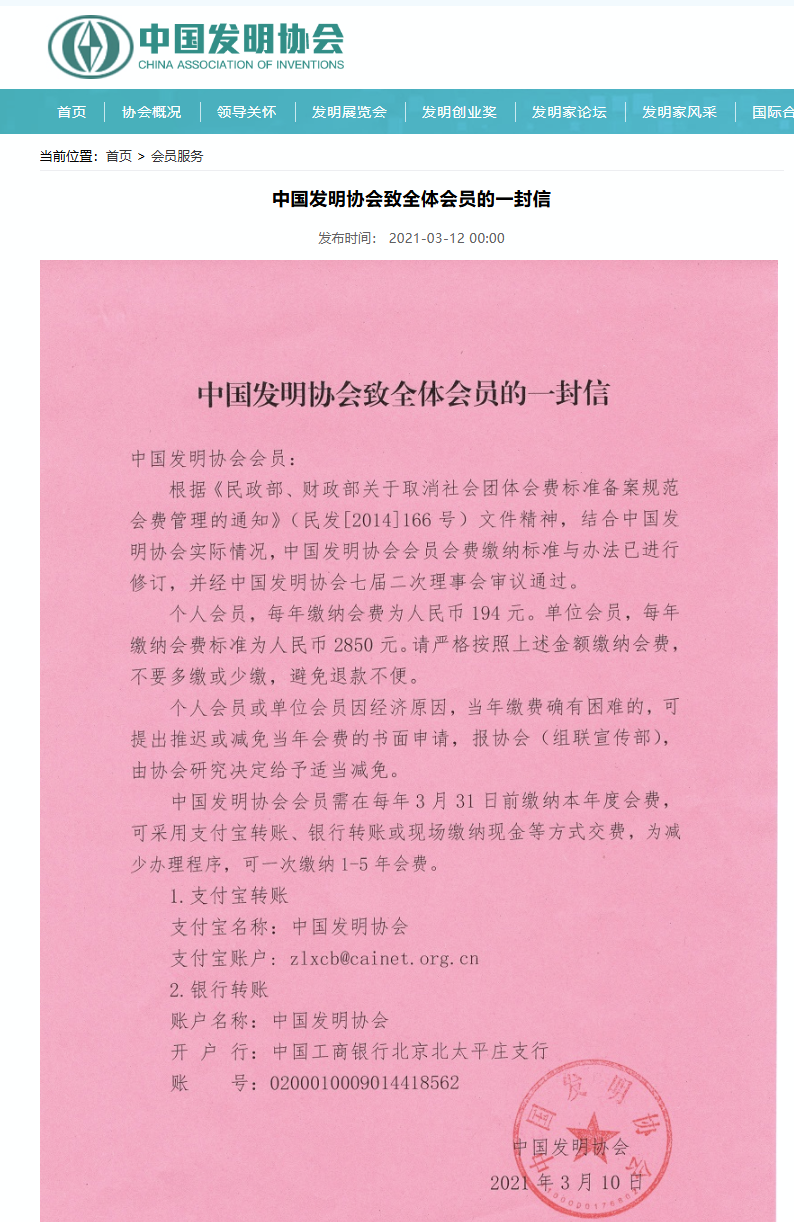 中国发明协会
CHINA ASSOCIATION OF INVENTIONS
首页 协会概况 领导关怀 发明展览会 发明创业奖 发明家论坛 发明家风采 国际合
当前位置：首页 > 会员服务
中国发明协会致全体会员的一封信
发布时间： 2021-03-12 00:00
中国发明协会致全体会员的一封信
中国发明协会会员：
根据《民政部、财政部关于取消社会团体会费标准备案规范
会费管理的通知》（民发[2014]166 号）文件精神，结合中国发
明协会实际情况，中国发明协会会员会费缴纳标准与办法已进行
修订，并经中国发明协会七届二次理事会审议通过。
个人会员，每年缴纳会费为人民币 194 元。单位会员，每年
缴纳会费标准为人民币 2850 元。请严格按照上述金额缴纳会费，
不要多缴或少缴，避免退款不便。
个人会员或单位会员因经济原因，当年缴费确有困难的，可
提出推迟或减免当年会费的书面申请，报协会（组联宣传部），
由协会研究决定给予适当减免。
中国发明协会会员需在每年 3 月 31 日前缴纳本年度会费，
可采用支付宝转账、银行转账或现场缴纳现金等方式交费，为减
少办理程序，可一次缴纳 1-5 年会费。
1.支付宝转账
支付宝名称：中国发明协会
支付宝账户：zlxcb@cainet.org.cn
2.银行转账
账户名称：中国发明协会
开 户 行：中国工商银行北京北太平庄支行
账 号：0200010009014418562
中国发明协会
中国发明协会
2021 年 3 月 10 日